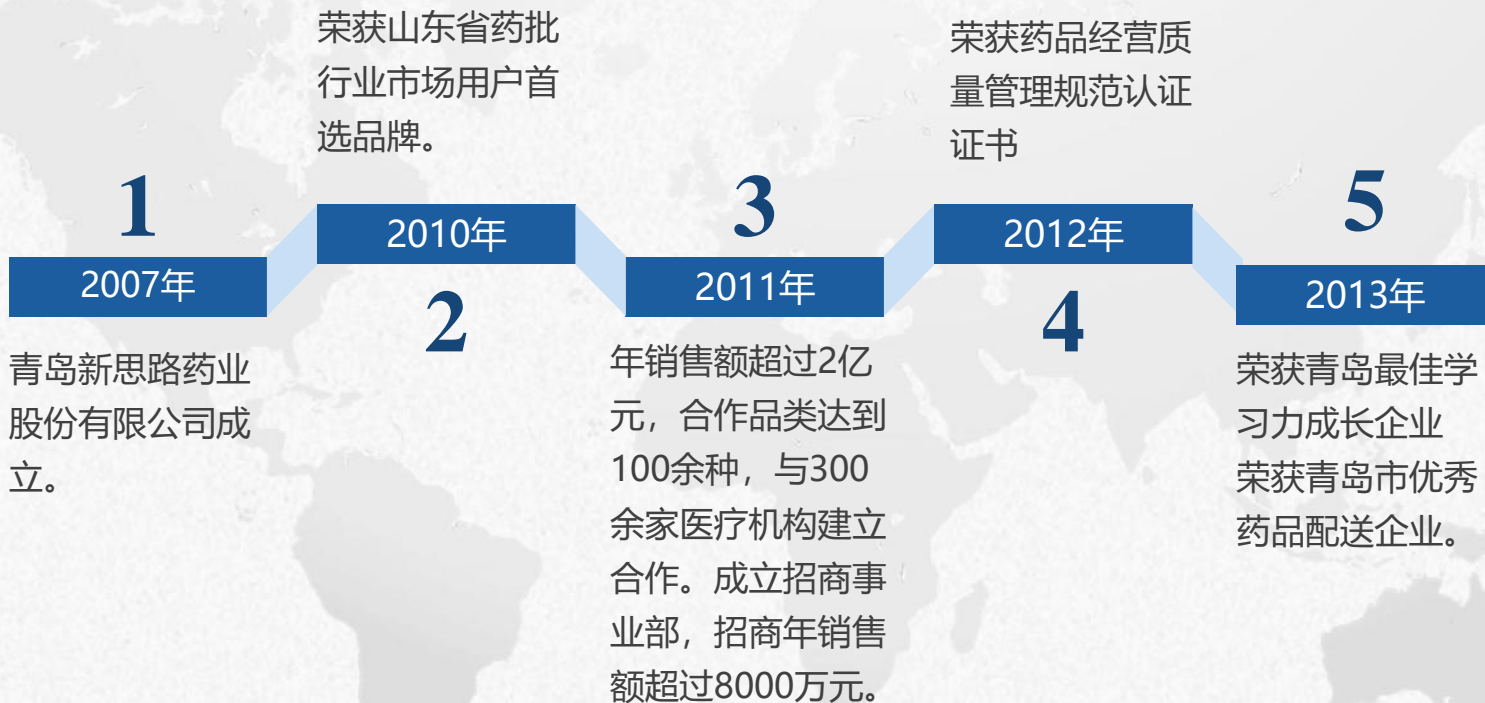 1
2007年
青岛新思路药业
股份有限公司成
立。
荣获山东省药批
行业市场用户首
选品牌。
2010年
2
3
2011年
年销售额超过2亿
元，合作品类达到
100余种，与300
余家医疗机构建立
合作。成立招商事
业部，招商年销售
额超过8000万元。
荣获药品经营质
量管理规范认证
证书
2012年
4
5
2013年
荣获青岛最佳学
习力成长企业
荣获青岛市优秀
药品配送企业。